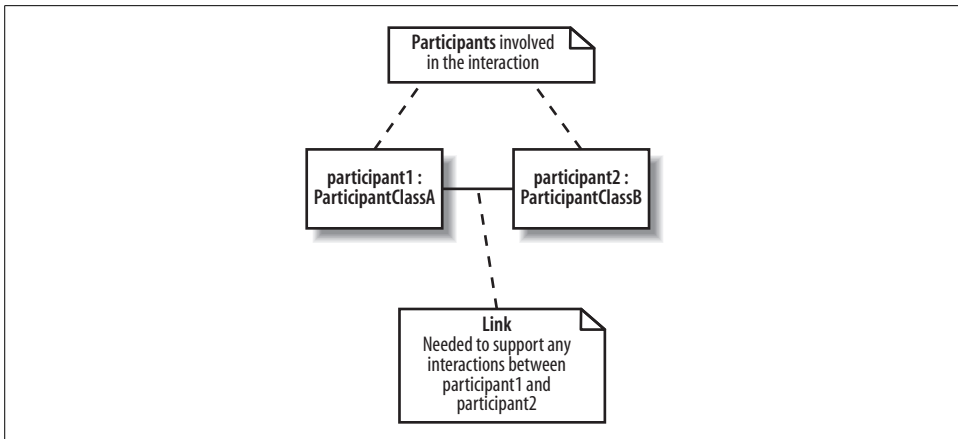 Participants involved
in the interaction
participant1 :
ParticipantClassA
participant2 :
ParticipantClassB
Link
Needed to support any
interactions between
participant1 and
participant2